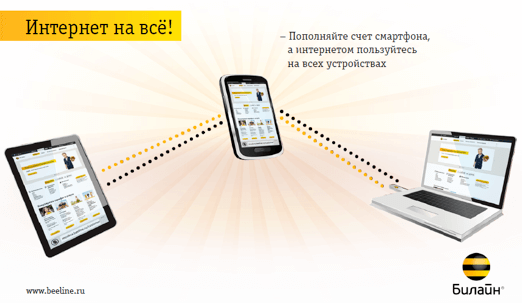 Интернет на всё!
– Пополняйте счет смартфона,
а интернетом пользуйтесь
на всех устройствах
www.beeline.ru
Билайн®